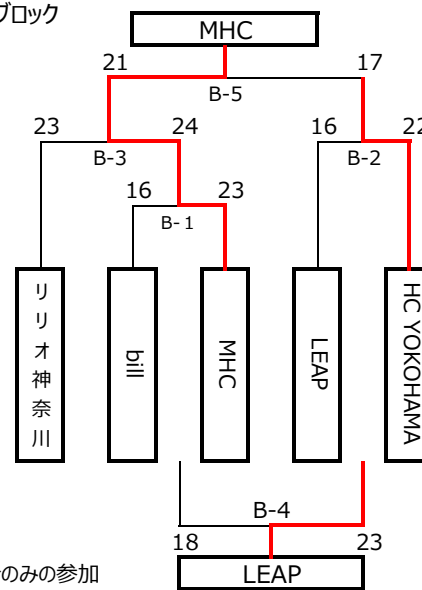 ブロック
MHC
21
17
B-5
23
24
16
22
B-3
B-2
16
23
B-1
リリオ神奈川
bill
MHC
LEAP
HC YOKOHAMA
B-4
18
23
のみの参加
LEAP